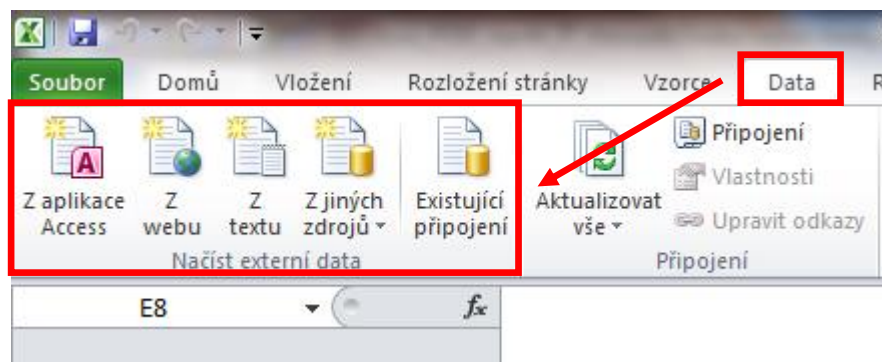 Soubor Domů Vložení Rozložení stránky Vzorce Data R
Z aplikace Access
Z webu
Z textu
Z jiných zdrojů
Existující připojení
Načíst externí data
Aktualizovat vše
Připojení
Vlastnosti
Upravit odkazy
Připojení
E8
fx